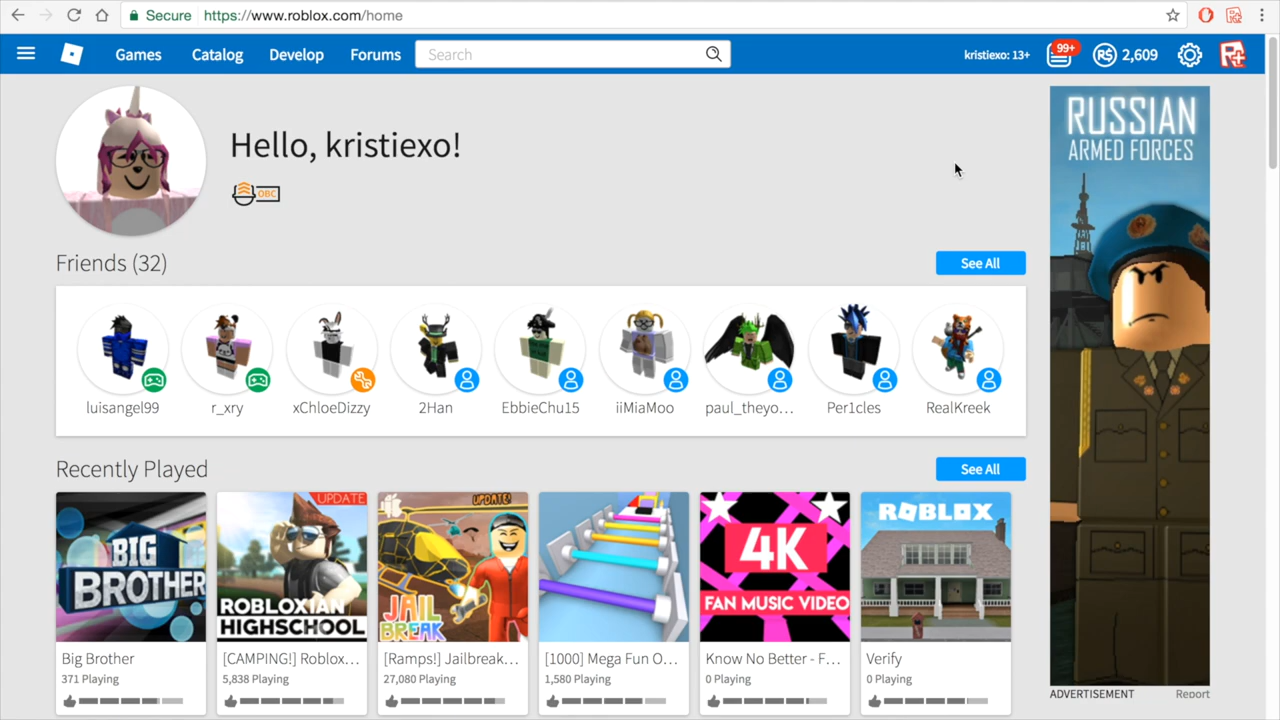 Secure https://www.roblox.com/home
Games Catalog Develop Forums Search kristiexo: 13+ 99+ R$ 2,609 R+
Hello, kristiexo!
OBC
Friends (32)
See All
luisangel99 r_xry xChloeDizzy 2Han EbbieChu15 iiMiaMoo paul_theyo... Per1cles RealKreek
Recently Played
See All
BIG
BROTHER
UPDATE
ROBLOXIAN
HIGHSCHOOL
UPDATE!
JAIL
BREAK
4K
FAN MUSIC VIDEO
ROBLOX
Big Brother [CAMPING!] Roblox... [Ramps!] Jailbreak... [1000] Mega Fun O... Know No Better - F... Verify
371 Playing 5,838 Playing 27,080 Playing 1,580 Playing 0 Playing 0 Playing
RUSSIAN
ARMED FORCES
ADVERTISEMENT Report